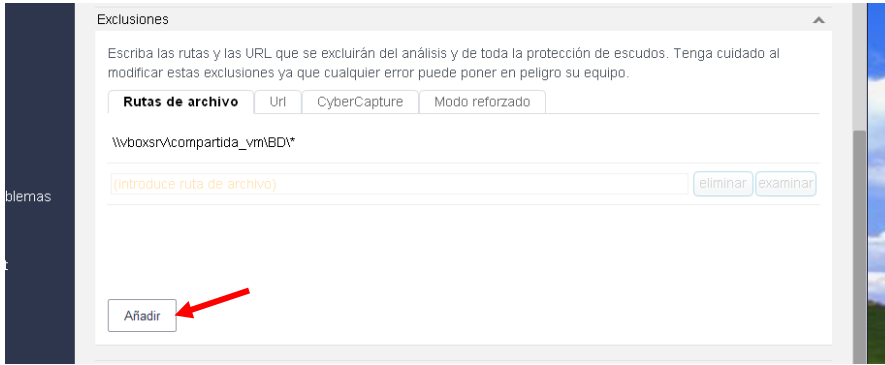 Exclusiones
Escriba las rutas y las URL que se excluirán del análisis y de toda la protección de escudos. Tenga cuidado al
modificar estas exclusiones ya que cualquier error puede poner en peligro su equipo.
Rutas de archivo Url CyberCapture Modo reforzado
\\vboxsrv\compartida_vm\BD\*
(introduce ruta de archivo) eliminar examinar
blemas
t
Añadir